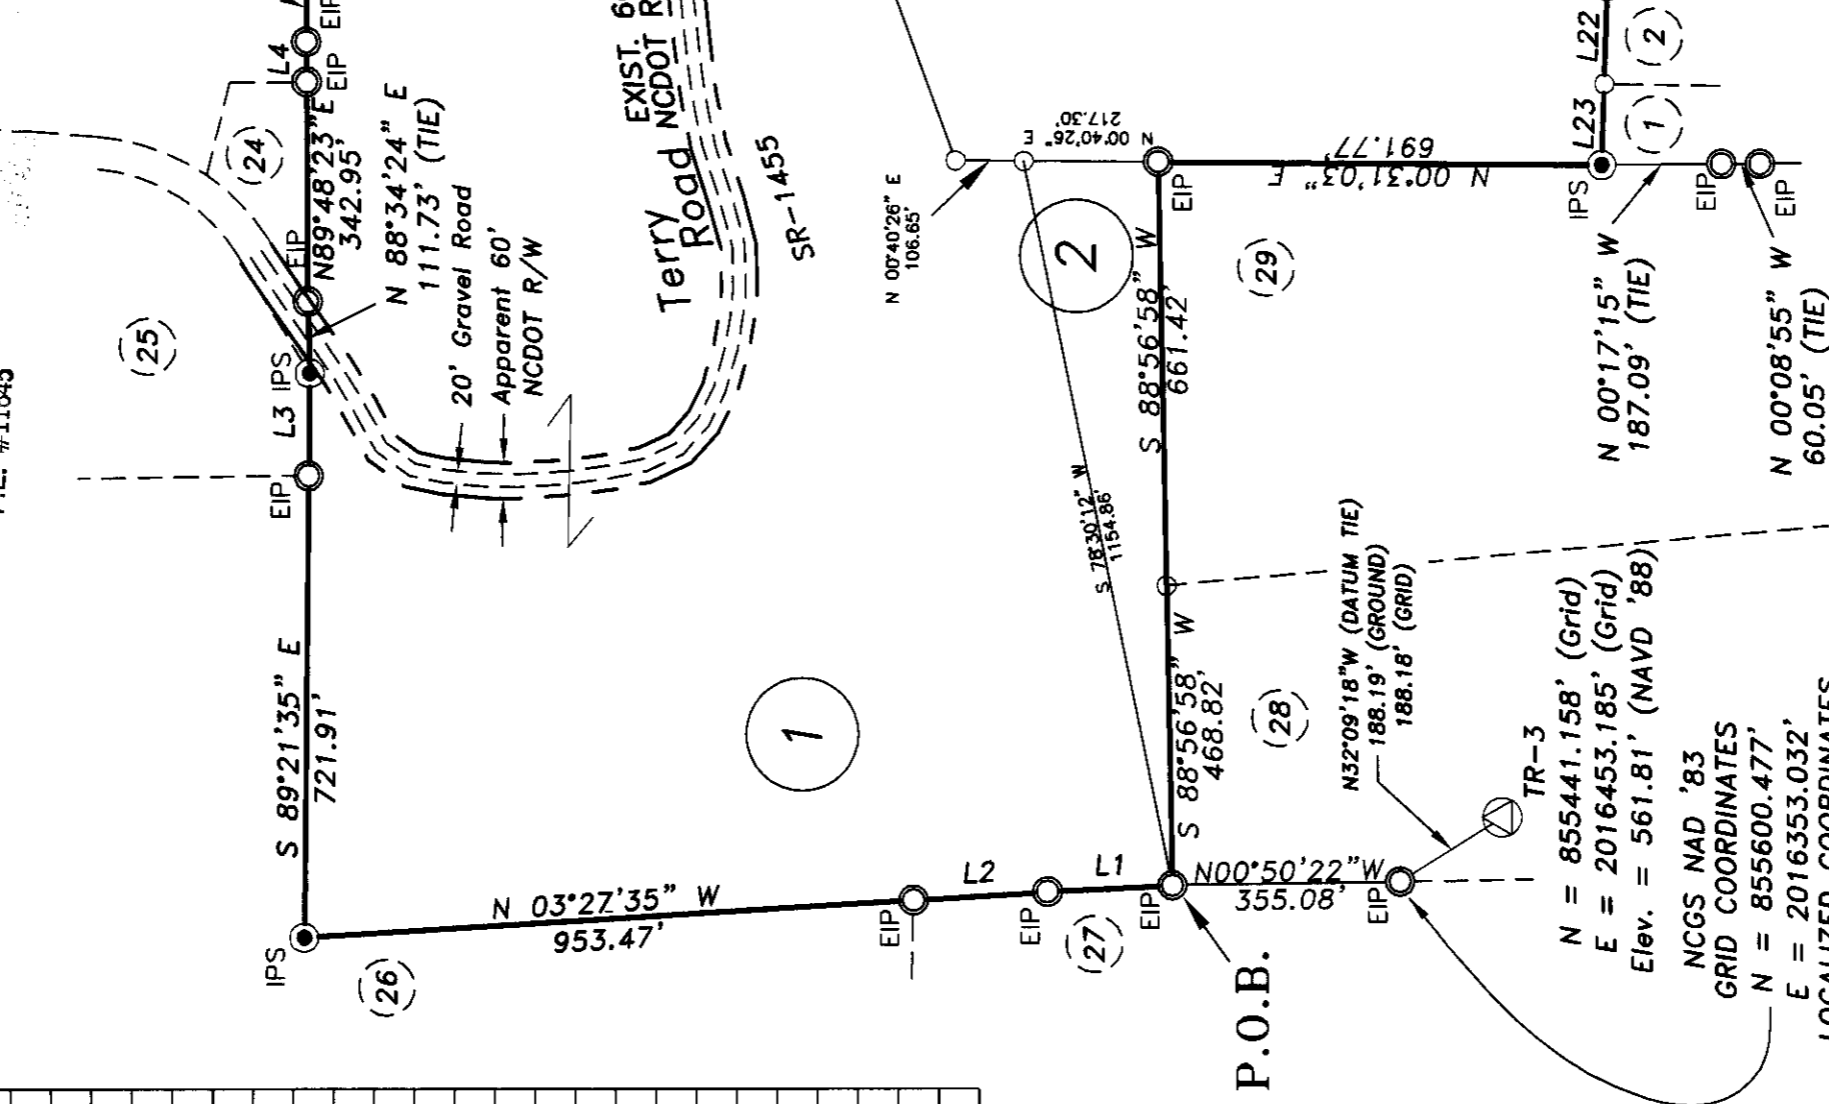 EIP
L4
EIP
(24)
N89°48'23" E
342.95'
N 88°34'24" E
111.73' (TIE)
EIP
(25)
IPS
L3
EIP
20' Gravel Road
Apparent 60'
NCDOT R/W
EXIST. 6
NCDOT R
Terry Road
SR-1455
S 89°21'35" E
721.91'
IPS
(26)
N 03°27'35" W
953.47'
1
EIP
L2
EIP
L1
(27)
EIP
P.O.B.
N 00°40'26" E
106.65'
N 00°40'26" E
217.30'
2
EIP
S 78°30'12" W
1154.86'
S 88°56'58" W
661.42'
(29)
S 88°56'58" W
468.82'
(28)
N 00°31'03" E
691.77'
L22
(2)
L23
(1)
IPS
EIP
EIP
N 00°17'15" W
187.09' (TIE)
N 00°08'55" W
60.05' (TIE)
N00°50'22"W
355.08'
EIP
N32°09'18"W (DATUM TIE)
188.19' (GROUND)
188.18' (GRID)
TR-3
N = 855441.158' (Grid)
E = 2016453.185' (Grid)
Elev. = 561.81' (NAVD '88)
NCGS NAD '83
GRID COORDINATES
N = 855600.477'
E = 2016353.032'
LOCALIZED COORDINATES